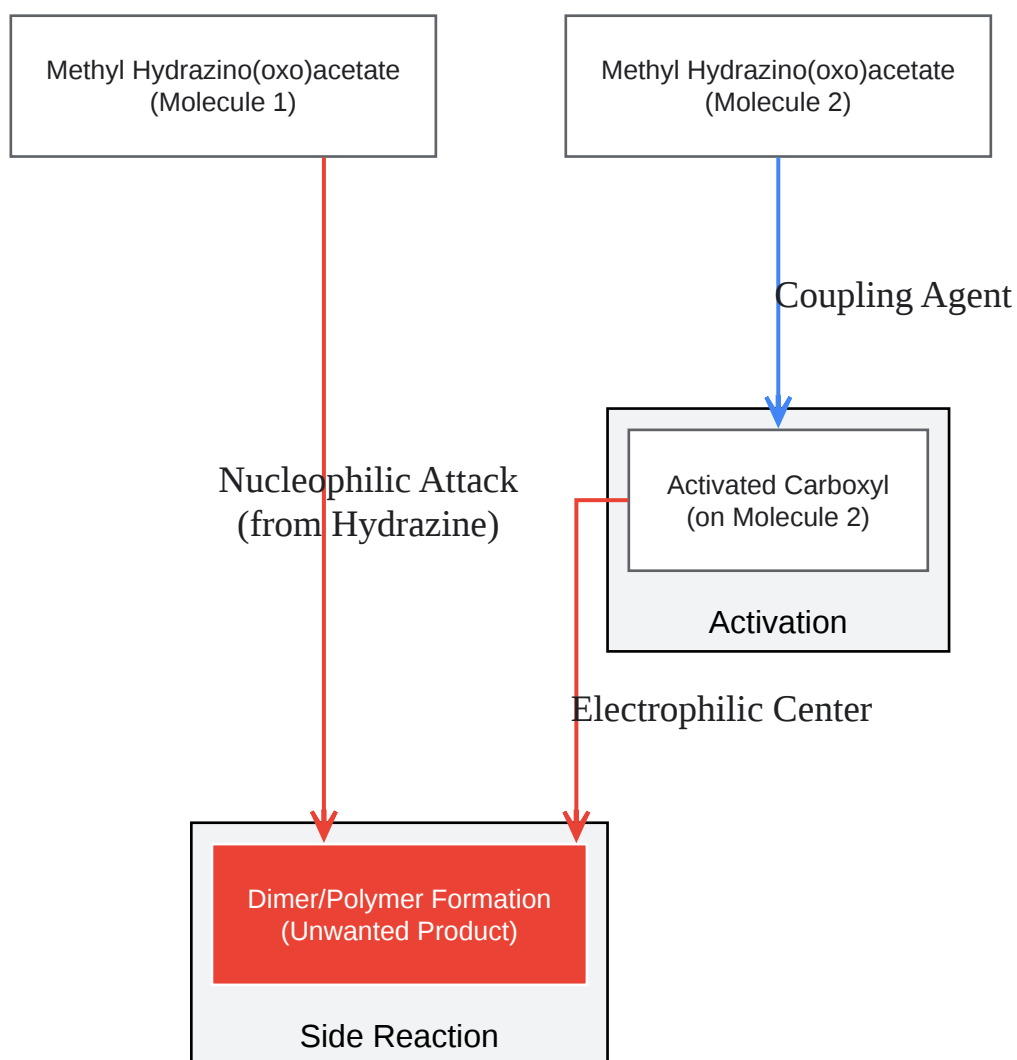 Methyl Hydrazino(oxo)acetate
(Molecule 1)
Methyl Hydrazino(oxo)acetate
(Molecule 2)
Coupling Agent
Nucleophilic Attack
(from Hydrazine)
Activated Carboxyl
(on Molecule 2)
Activation
Electrophilic Center
Dimer/Polymer Formation
(Unwanted Product)
Side Reaction